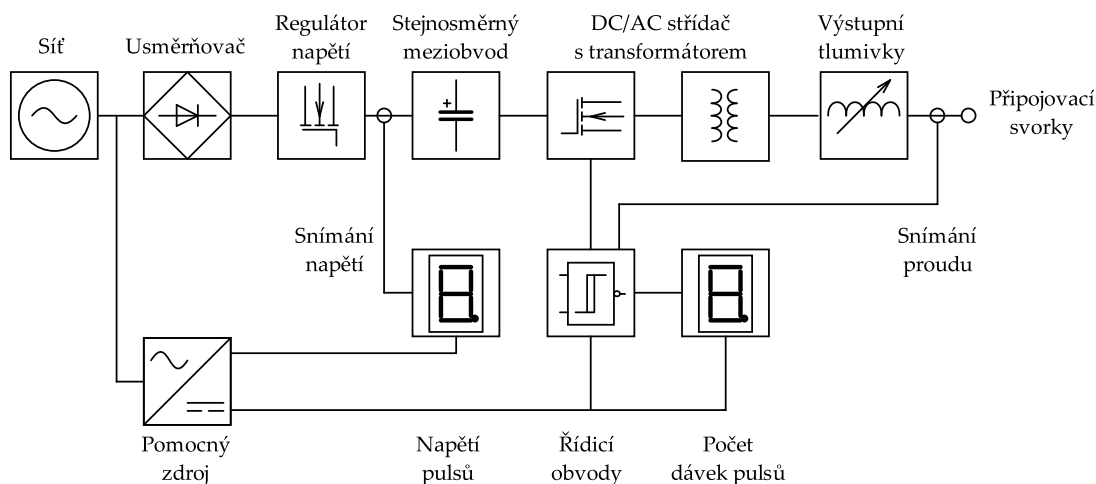 Síť
Usměrňovač
Regulátor
napětí
Stejnosměrný
meziobvod
DC/AC střídač
s transformátorem
Výstupní
tlumivky
Připojovací
svorky
Snímání
napětí
Snímání
proudu
Pomocný
zdroj
Napětí
pulsů
Řídicí
obvody
Počet
dávek pulsů